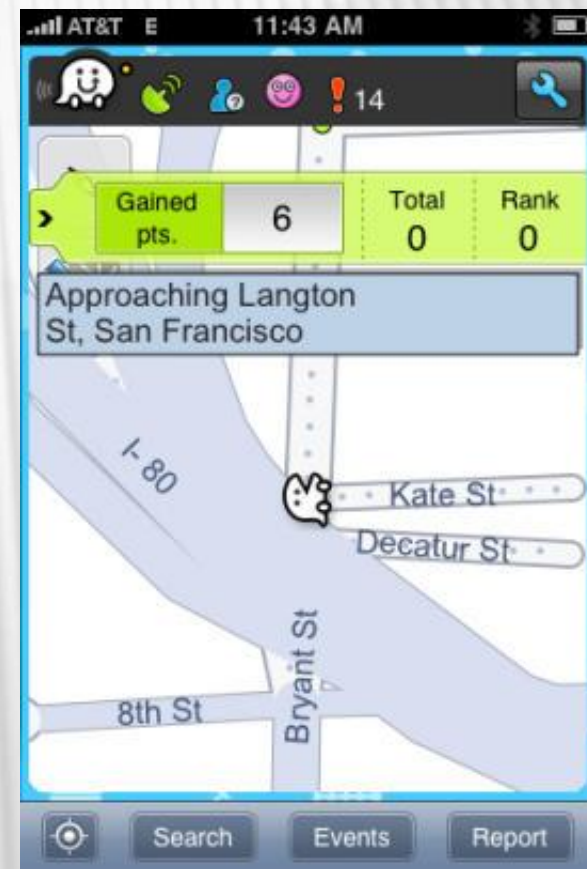 AT&T E 11:43 AM
14
Gained pts. 6 Total 0 Rank 0
Approaching Langton
St, San Francisco
I-80
Kate St
Decatur St
Bryant St
8th St
Search Events Report